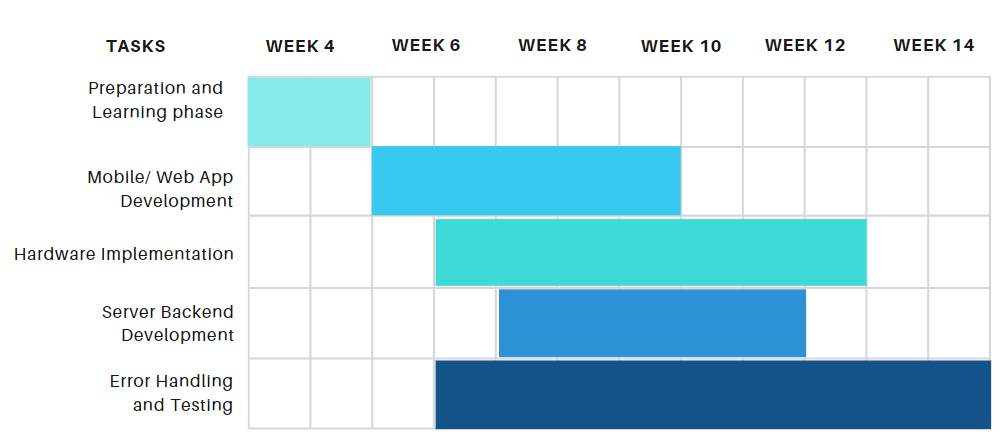 TASKS WEEK 4 WEEK 6 WEEK 8 WEEK 10 WEEK 12 WEEK 14
Preparation and
Learning phase
Mobile/ Web App
Development
Hardware Implementation
Server Backend
Development
Error Handling
and Testing